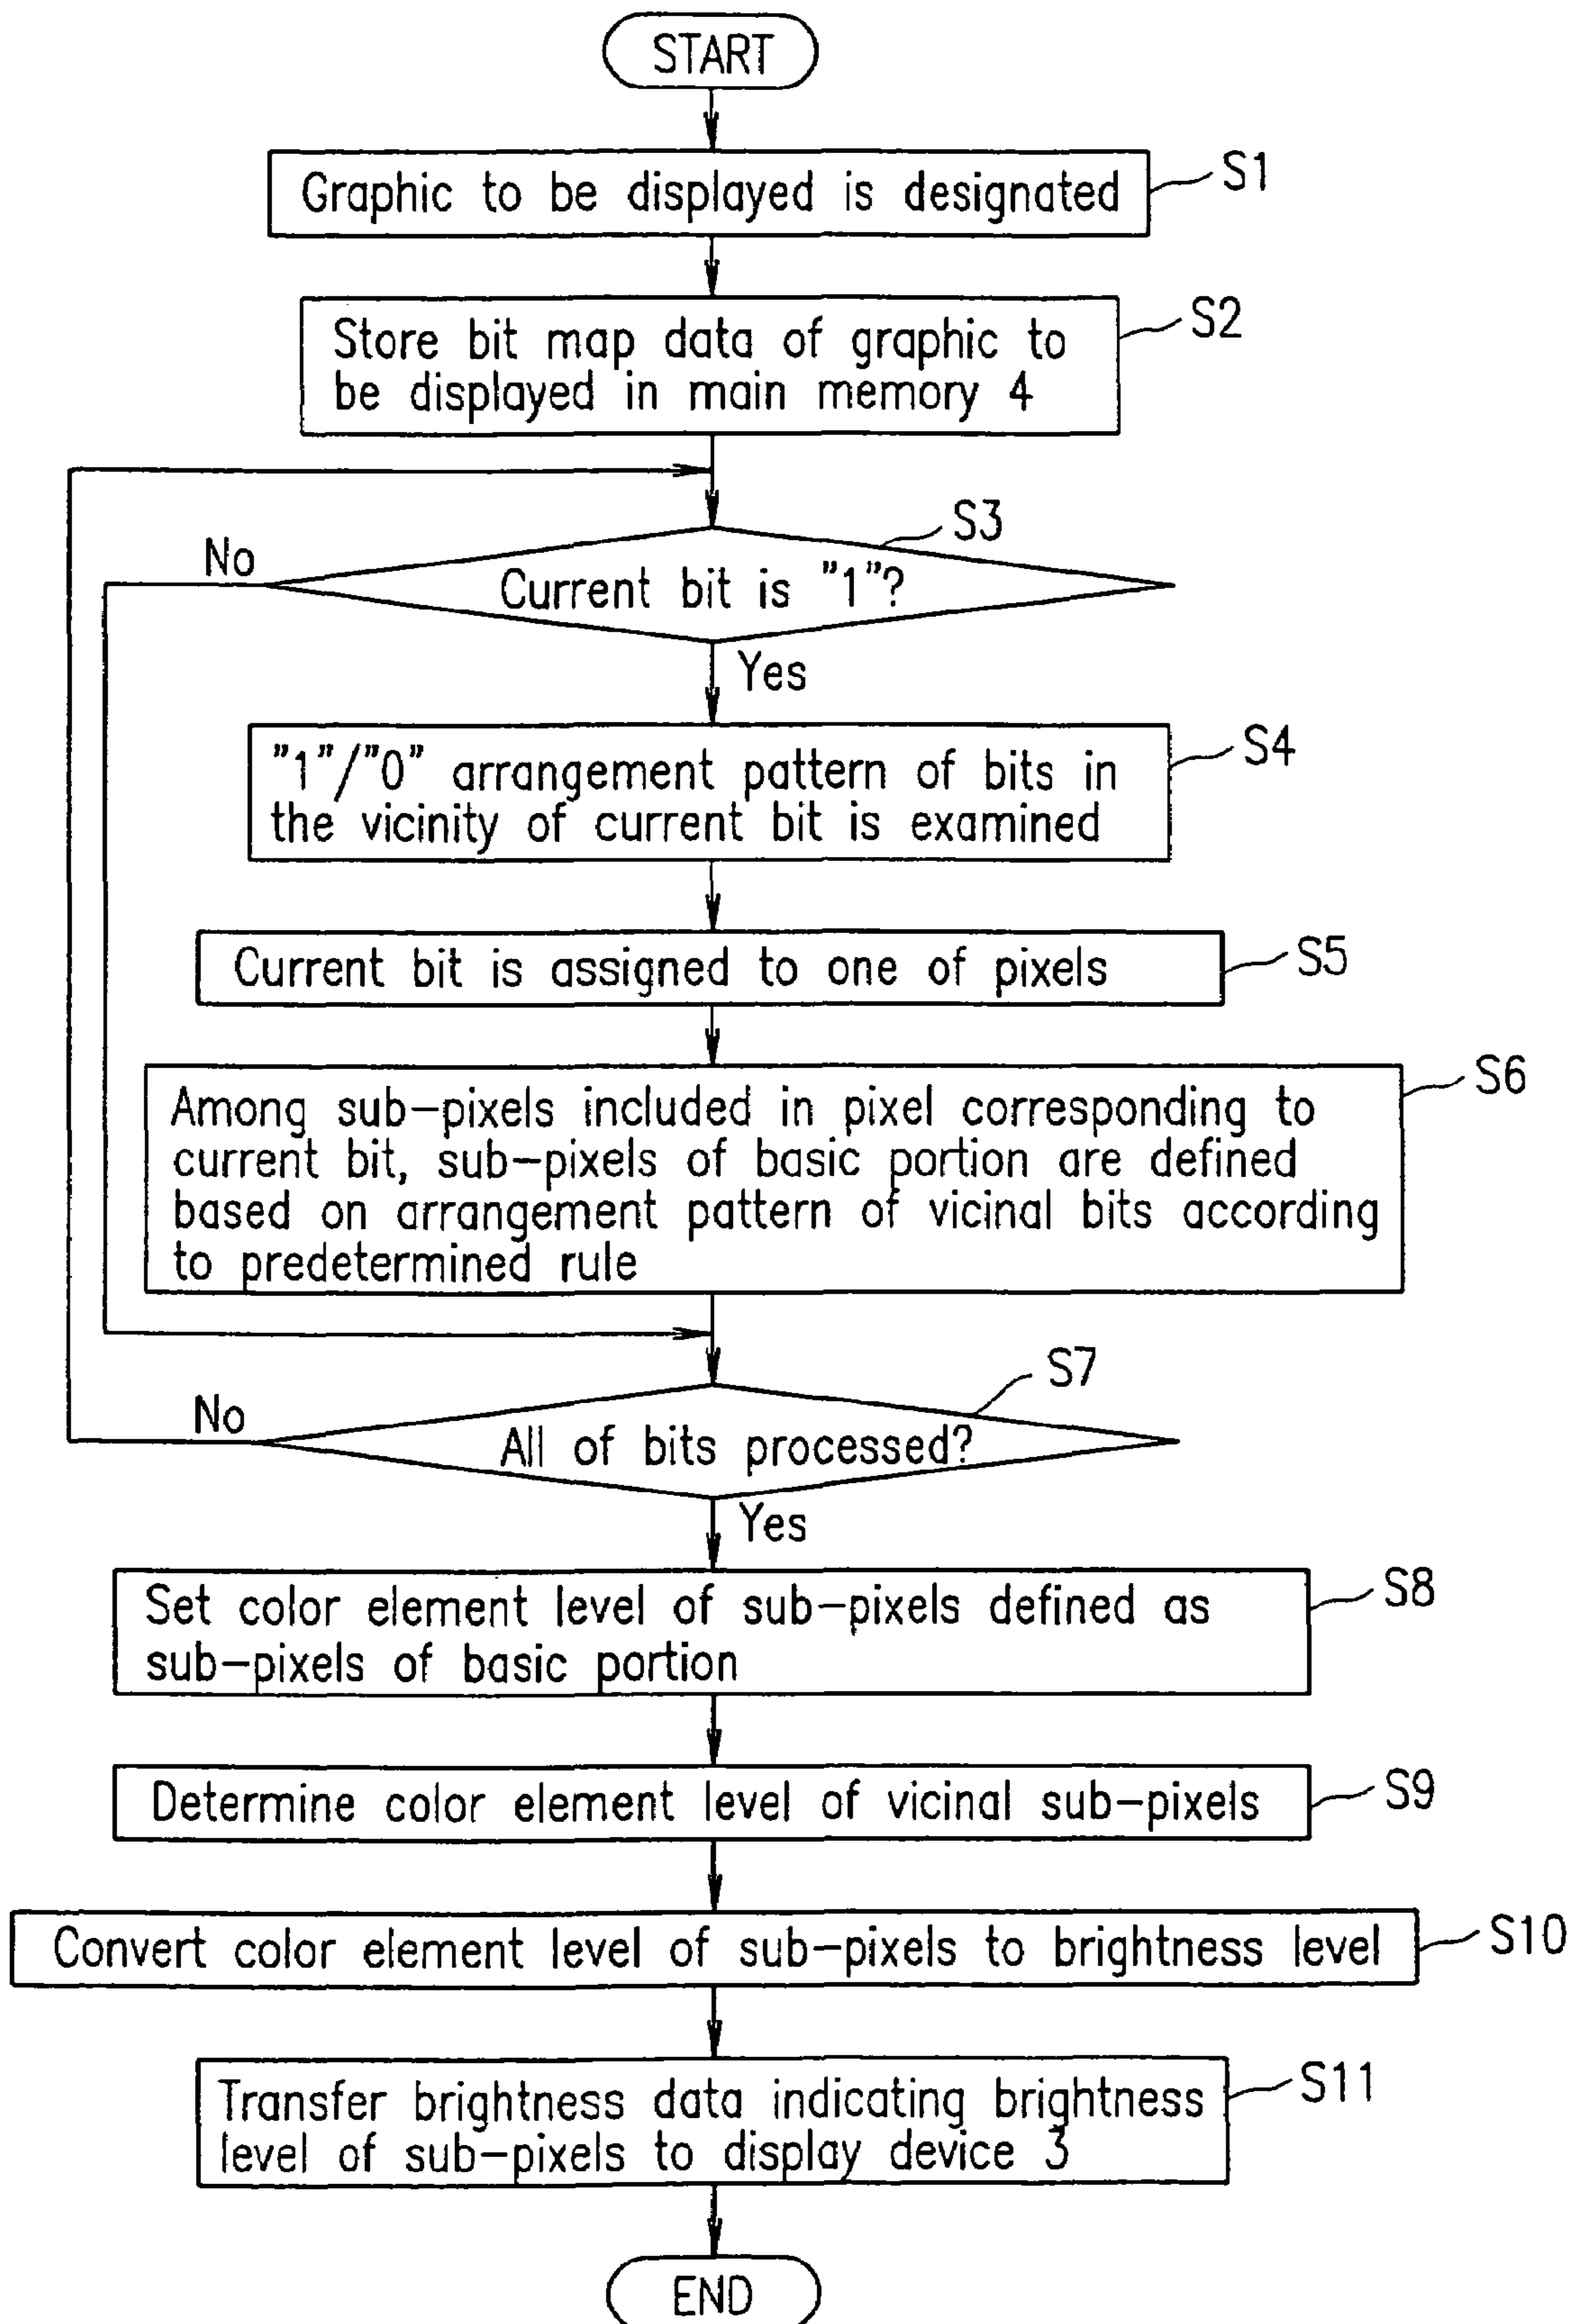 START
Graphic to be displayed is designated
S1
Store bit map data of graphic to
be displayed in main memory 4
S2
S3
No
Current bit is "1"?
Yes
"1"/"0" arrangement pattern of bits in
the vicinity of current bit is examined
S4
Current bit is assigned to one of pixels
S5
Among sub-pixels included in pixel corresponding to
current bit, sub-pixels of basic portion are defined
based on arrangement pattern of vicinal bits according
to predetermined rule
S6
S7
No
All of bits processed?
Yes
Set color element level of sub-pixels defined as
sub-pixels of basic portion
S8
Determine color element level of vicinal sub-pixels
S9
Convert color element level of sub-pixels to brightness level
S10
Transfer brightness data indicating brightness
level of sub-pixels to display device 3
S11
END